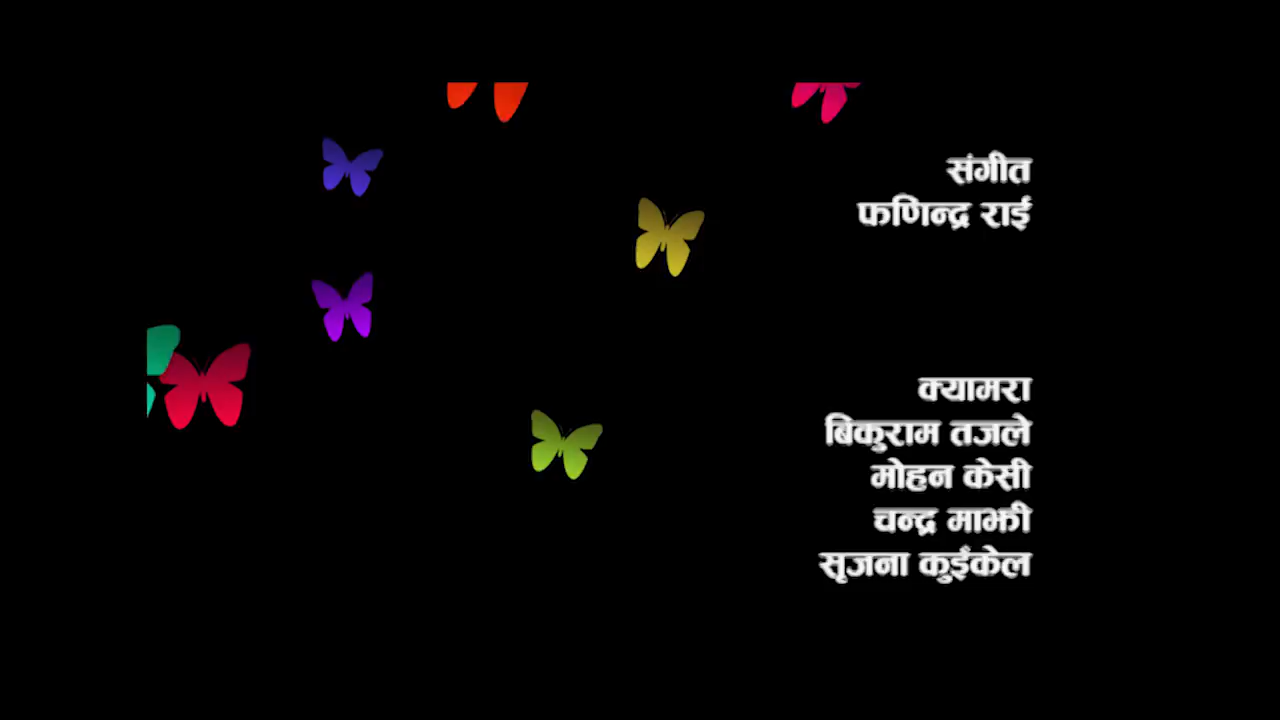 संगीत
फणिन्द्र राई
क्यामरा
बिकुराम तजले
मोहन केसी
चन्द्र माझी
सृजना कुइँकेल